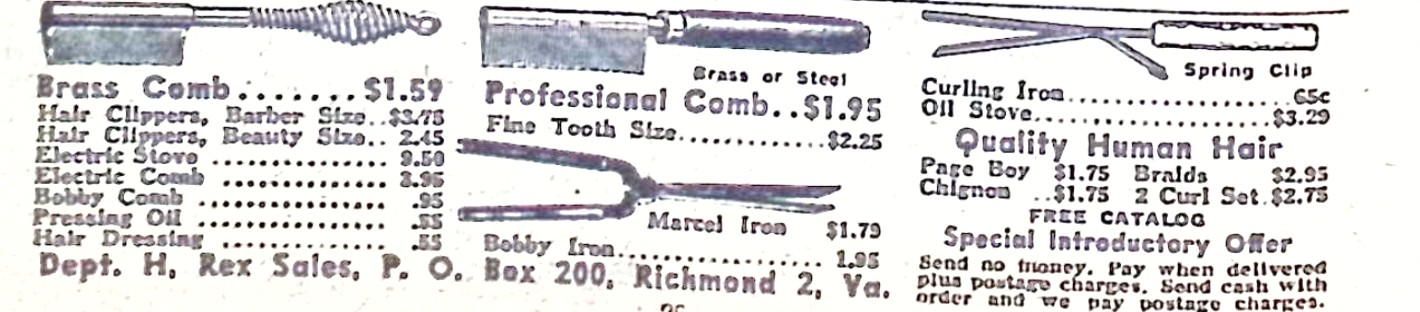 Brass Comb.......$1.59
Hair Clippers, Barber Size..$3.75
Hair Clippers, Beauty Size.. 2.45
Electric Stove ............... 9.50
Electric Comb ............... 3.95
Bobby Comb ................. .95
Pressing Oil ................. .55
Hair Dressing ............. .55
Brass or Steel
Professional Comb..$1.95
Fine Tooth Size.............$2.25
Marcel Iron $1.79
Bobby Iron.................... 1.95
Spring Clip
Curling Iron........................65c
Oil Stove.........................$3.29
Quality Human Hair
Page Boy $1.75 Braids $2.95
Chignon ..$1.75 2 Curl Set.$2.75
FREE CATALOG
Special Introductory Offer
Send no money. Pay when delivered
plus postage charges. Send cash with
order and we pay postage charges.
Dept. H, Rex Sales, P. O. Box 200, Richmond 2, Va.